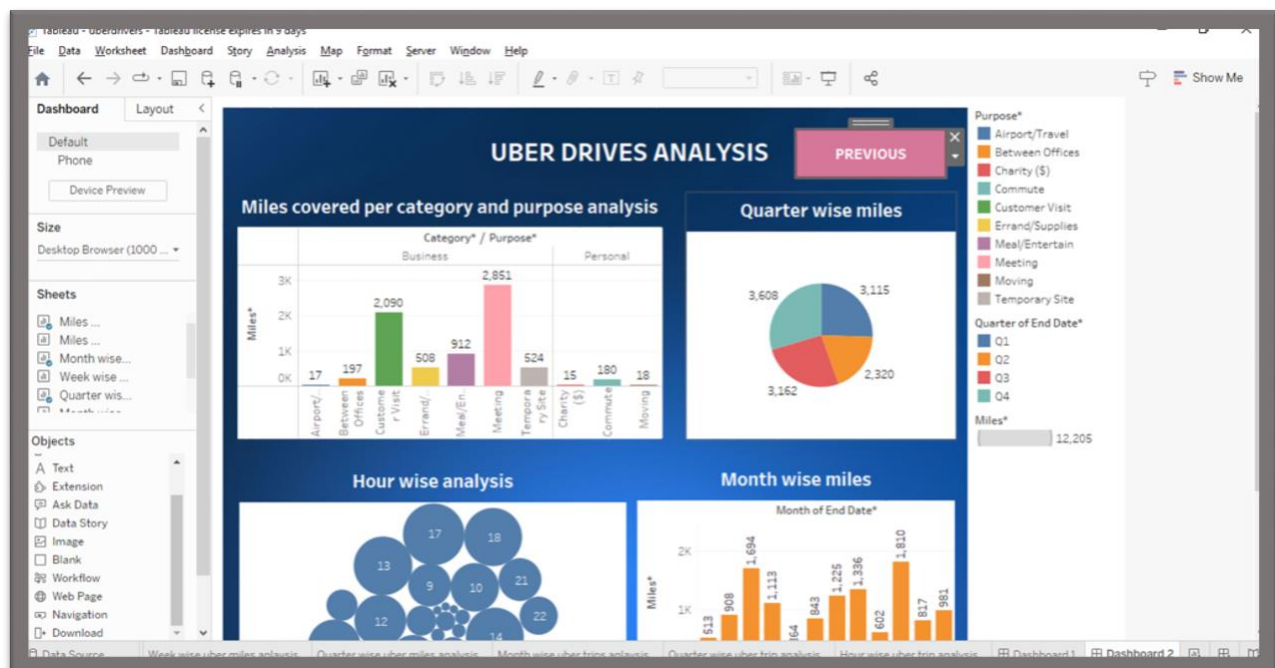 Tableau - uberdrivers - Tableau license expires in 9 days
File Data Worksheet Dashboard Story Analysis Map Format Server Window Help
Show Me
Dashboard Layout
Default
Phone
Device Preview
Size
Desktop Browser (1000 ...
Sheets
Miles ...
Miles ...
Month wise...
Week wise ...
Quarter wis...
Objects
Text
Extension
Ask Data
Data Story
Image
Blank
Workflow
Web Page
Navigation
Download
UBER DRIVES ANALYSIS
PREVIOUS
Miles covered per category and purpose analysis
Category* / Purpose*
Business Personal
Miles*
3K
2K
1K
0K
17
197
2,090
508
912
2,851
524
15
180
18
Airport/..
Between
Offices
Custome
r Visit
Errand/..
Meal/En..
Meeting
Tempora
ry Site
Charity
($)
Commute
Moving
Quarter wise miles
3,608
3,115
3,162
2,320
Hour wise analysis
17
18
13
9
10
21
12
22
14
Month wise miles
Month of End Date*
Miles*
2K
1K
513
908
1,694
1,113
843
1,225
1,336
602
1,810
817
981
Purpose*
Airport/Travel
Between Offices
Charity ($)
Commute
Customer Visit
Errand/Supplies
Meal/Entertain
Meeting
Moving
Temporary Site
Quarter of End Date*
Q1
Q2
Q3
Q4
Miles*
12,205
Data Source
Week wise uber miles anlaysis
Quarter wise uber miles analysis
Month wise uber trips anlaysis
Quarter wise uber trip analysis
Hour wise uber trip analysis
Dashboard 1
Dashboard 2